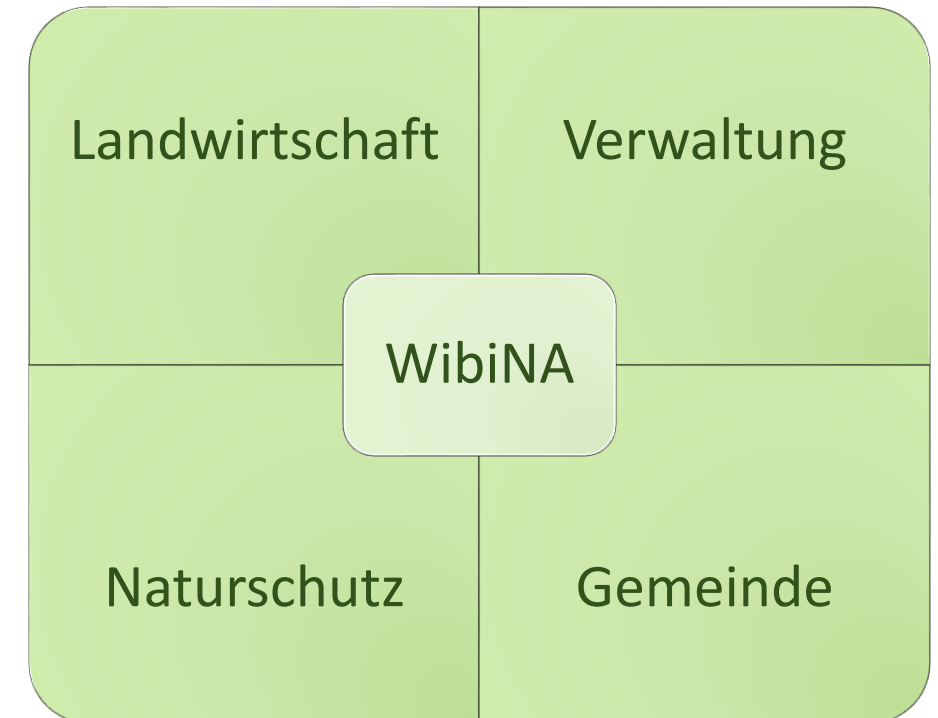 Landwirtschaft
Verwaltung
WibiNA
Naturschutz
Gemeinde